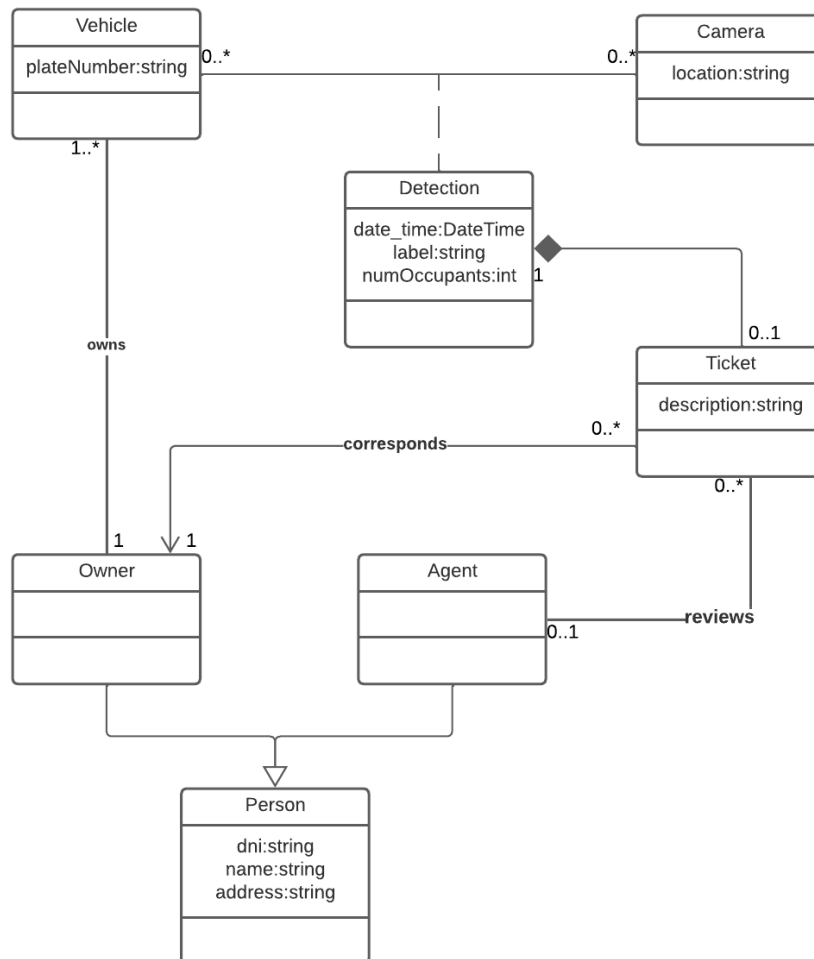 Vehicle
plateNumber:string
0..*
0..*
Camera
location:string
1..*
Detection
date_time:DateTime
label:string
numOccupants:int
1
0..1
owns
Ticket
description:string
0..*
corresponds
0..*
1
1
Owner
Agent
0..1
reviews
Person
dni:string
name:string
address:string